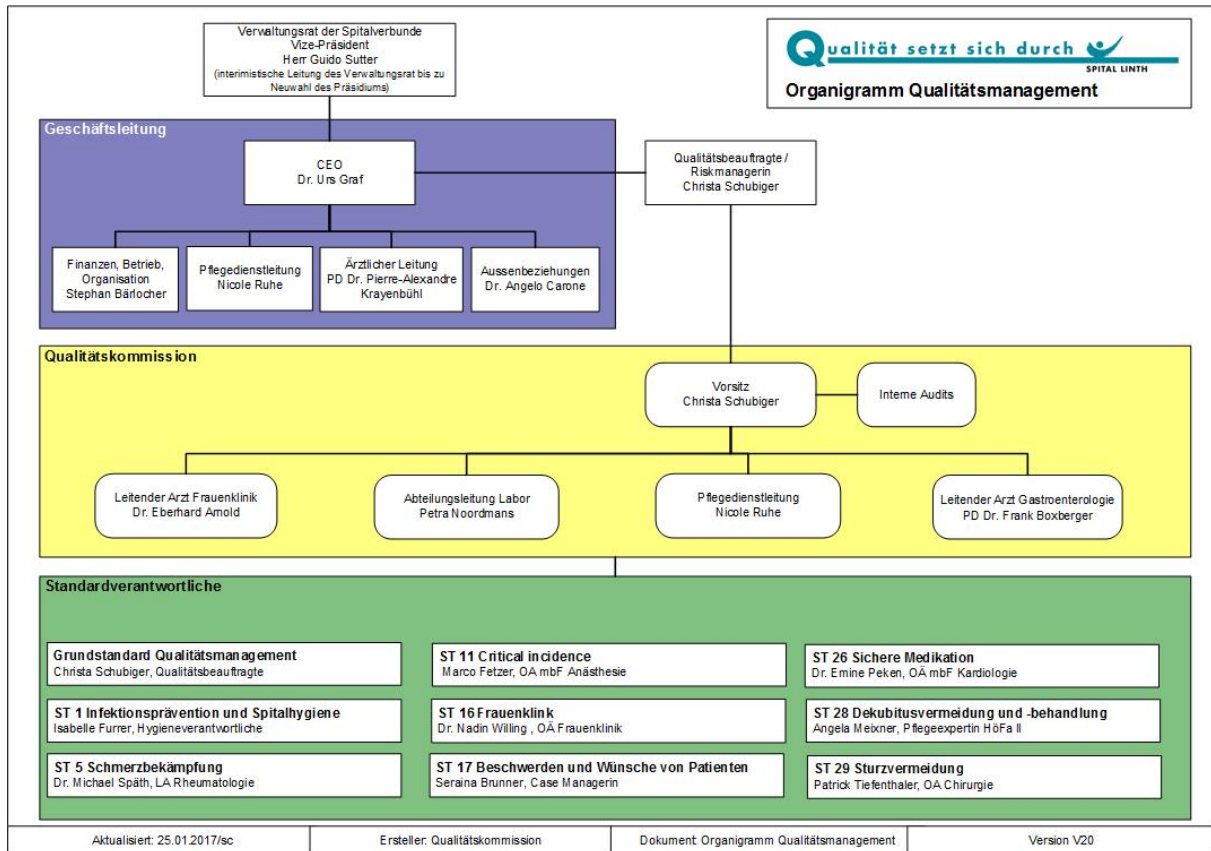 Verwaltungsrat der Spitalverbunde
Vize-Präsident
Herr Guido Sutter
(interimistische Leitung des Verwaltungsrat bis zu
Neuwahl des Präsidiums)
Qualität setzt sich durch
SPITAL LINTH
Organigramm Qualitätsmanagement
Geschäftsleitung
CEO
Dr. Urs Graf
Qualitätsbeauftragte /
Riskmanagerin
Christa Schubiger
Finanzen, Betrieb,
Organisation
Stephan Bärlocher
Pflegedienstleitung
Nicole Ruhe
Ärztlicher Leitung
PD Dr. Pierre-Alexandre
Krayenbühl
Aussenbeziehungen
Dr. Angelo Carone
Qualitätskommission
Vorsitz
Christa Schubiger
Interne Audits
Leitender Arzt Frauenklinik
Dr. Eberhard Arnold
Abteilungsleitung Labor
Petra Noordmans
Pflegedienstleitung
Nicole Ruhe
Leitender Arzt Gastroenterologie
PD Dr. Frank Boxberger
Standardverantwortliche
Grundstandard Qualitätsmanagement
Christa Schubiger, Qualitätsbeauftragte
ST 1 Infektionsprävention und Spitalhygiene
Isabelle Furrer, Hygieneverantwortliche
ST 5 Schmerzbekämpfung
Dr. Michael Späth, LA Rheumatologie
ST 11 Critical incidence
Marco Fetzer, OA mbF Anästhesie
ST 16 Frauenklink
Dr. Nadin Willing , OÄ Frauenklinik
ST 17 Beschwerden und Wünsche von Patienten
Seraina Brunner, Case Managerin
ST 26 Sichere Medikation
Dr. Emine Peken, OÄ mbF Kardiologie
ST 28 Dekubitusvermeidung und -behandlung
Angela Meixner, Pflegeexpertin HöFa II
ST 29 Sturzvermeidung
Patrick Tiefenthaler, OA Chirurgie
Aktualisiert: 25.01.2017/sc
Ersteller: Qualitätskommission
Dokument: Organigramm Qualitätsmanagement
Version V20